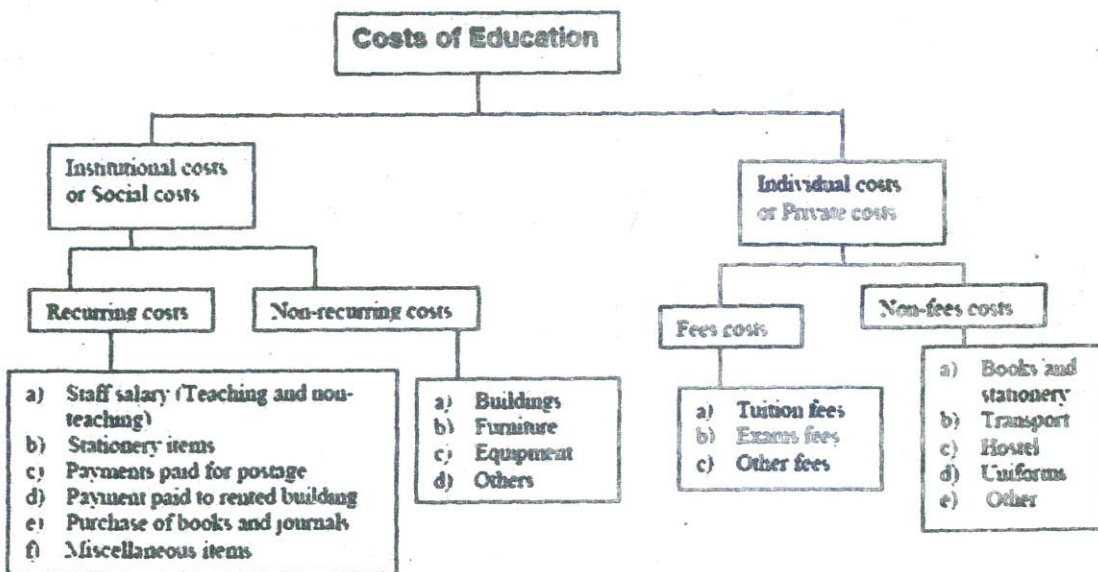 Costs of Education
Institutional costs
or Social costs
Individual costs
or Private costs
Recurring costs
Non-recurring costs
Fees costs
Non-fees costs
a) Staff salary (Teaching and non-
teaching)
b) Stationery items
c) Payments paid for postage
d) Payment paid to rented building
e) Purchase of books and journals
f) Miscellaneous items
a) Buildings
b) Furniture
c) Equipment
d) Others
a) Tuition fees
b) Exams fees
c) Other fees
a) Books and
stationery
b) Transport
c) Hostel
d) Uniforms
e) Other